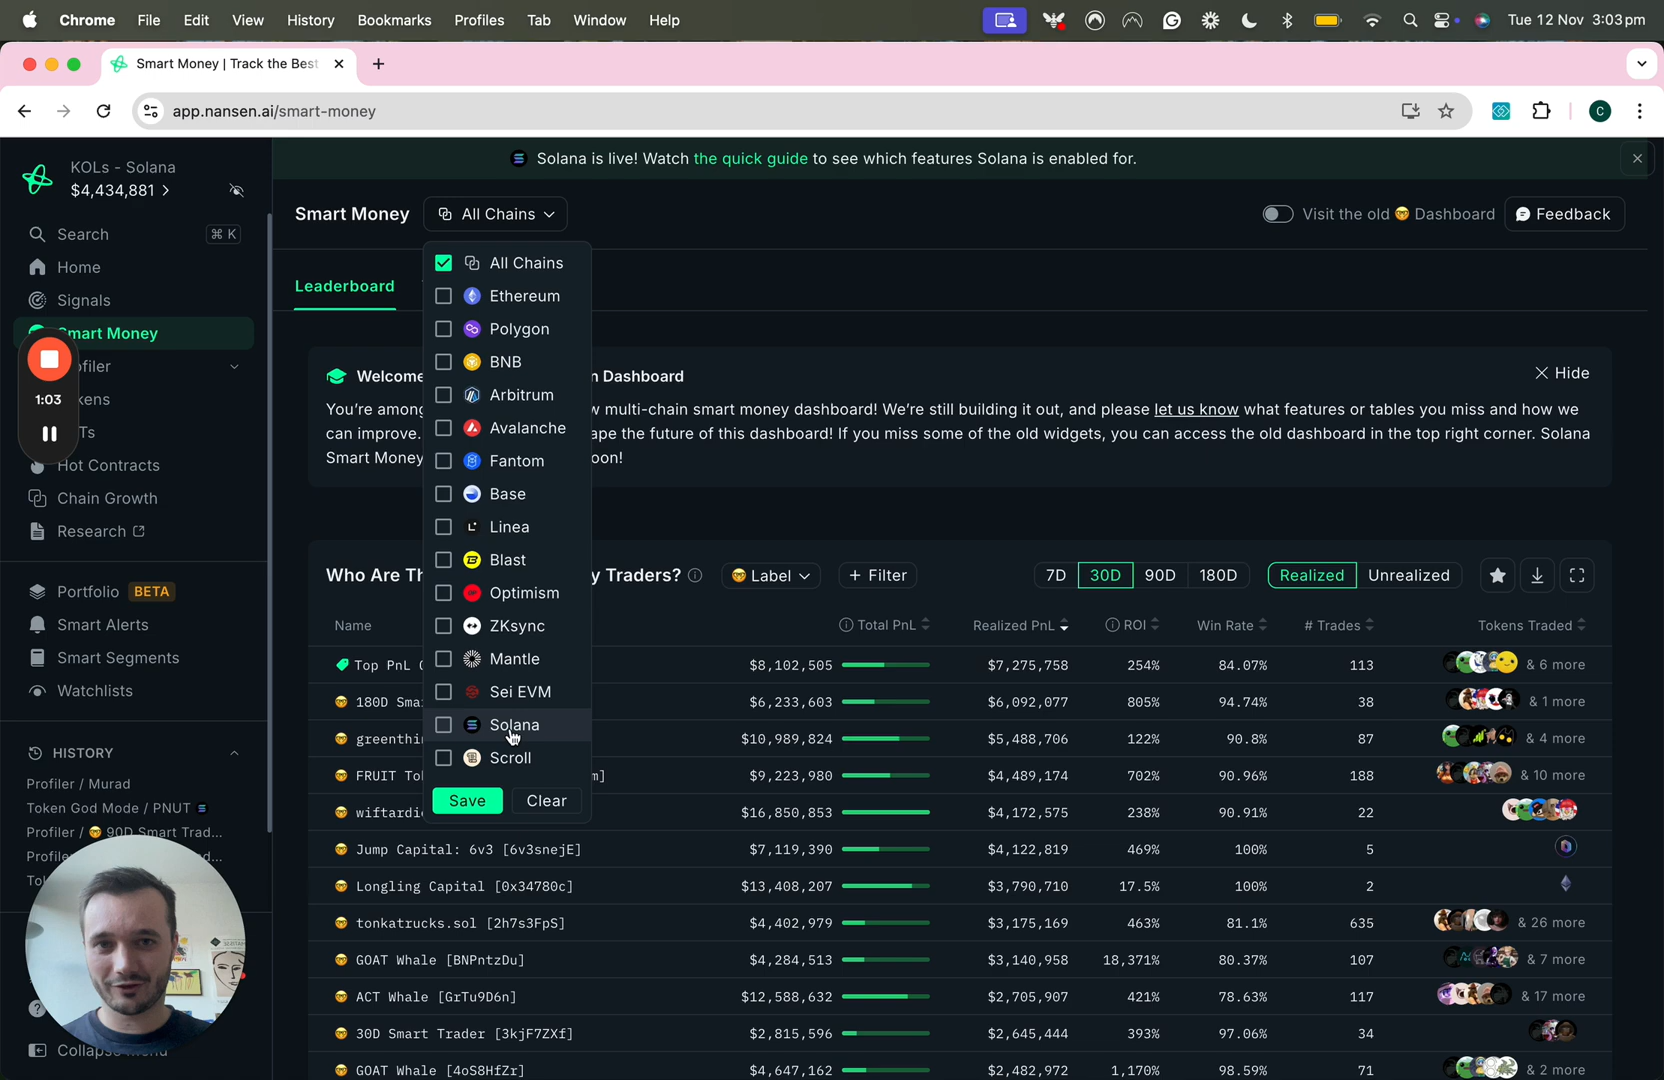 Chrome File Edit View History Bookmarks Profiles Tab Window Help Tue 12 Nov 3:03 pm
Smart Money | Track the Best
app.nansen.ai/smart-money
C
KOLs - Solana
$4,434,881
Solana is live! Watch the quick guide to see which features Solana is enabled for.
Smart Money All Chains Visit the old 🤓 Dashboard Feedback
Search ⌘ K
Home
Signals
Smart Money
ofiler
kens
Ts
Hot Contracts
Chain Growth
Research
Portfolio BETA
Smart Alerts
Smart Segments
Watchlists
HISTORY
Profiler / Murad
Token God Mode / PNUT
Profiler / 🤓 90D Smart Trad...
Profile d...
1:03
Leaderboard
All Chains
Ethereum
Polygon
BNB
Arbitrum
Avalanche
Fantom
Base
Linea
Blast
Optimism
ZKsync
Mantle
Sei EVM
Solana
Scroll
Save Clear
Welcome n Dashboard Hide
You're among w multi-chain smart money dashboard! We're still building it out, and please let us know what features or tables you miss and how we
can improve. ape the future of this dashboard! If you miss some of the old widgets, you can access the old dashboard in the top right corner. Solana
Smart Money oon!
Who Are Th y Traders? 🤓 Label + Filter 7D 30D 90D 180D Realized Unrealized
Name Total PnL Realized PnL ROI Win Rate # Trades Tokens Traded
Top PnL $8,102,505 $7,275,758 254% 84.07% 113 & 6 more
🤓 180D Sma $6,233,603 $6,092,077 805% 94.74% 38 & 1 more
🤓 greenthi $10,989,824 $5,488,706 122% 90.8% 87 & 4 more
🤓 FRUIT To m] $9,223,980 $4,489,174 702% 90.96% 188 & 10 more
🤓 wiftardi $16,850,853 $4,172,575 238% 90.91% 22
🤓 Jump Capital: 6v3 [6v3snejE] $7,119,390 $4,122,819 469% 100% 5
🤓 Longling Capital [0x34780c] $13,408,207 $3,790,710 17.5% 100% 2
🤓 tonkatrucks.sol [2h7s3FpS] $4,402,979 $3,175,169 463% 81.1% 635 & 26 more
🤓 GOAT Whale [BNPntzDu] $4,284,513 $3,140,958 18,371% 80.37% 107 & 7 more
🤓 ACT Whale [GrTu9D6n] $12,588,632 $2,705,907 421% 78.63% 117 & 17 more
🤓 30D Smart Trader [3kjF7ZXf] $2,815,596 $2,645,444 393% 97.06% 34
🤓 GOAT Whale [4oS8HfZr] $4,647,162 $2,482,972 1,170% 98.59% 71 & 2 more
Collapse menu